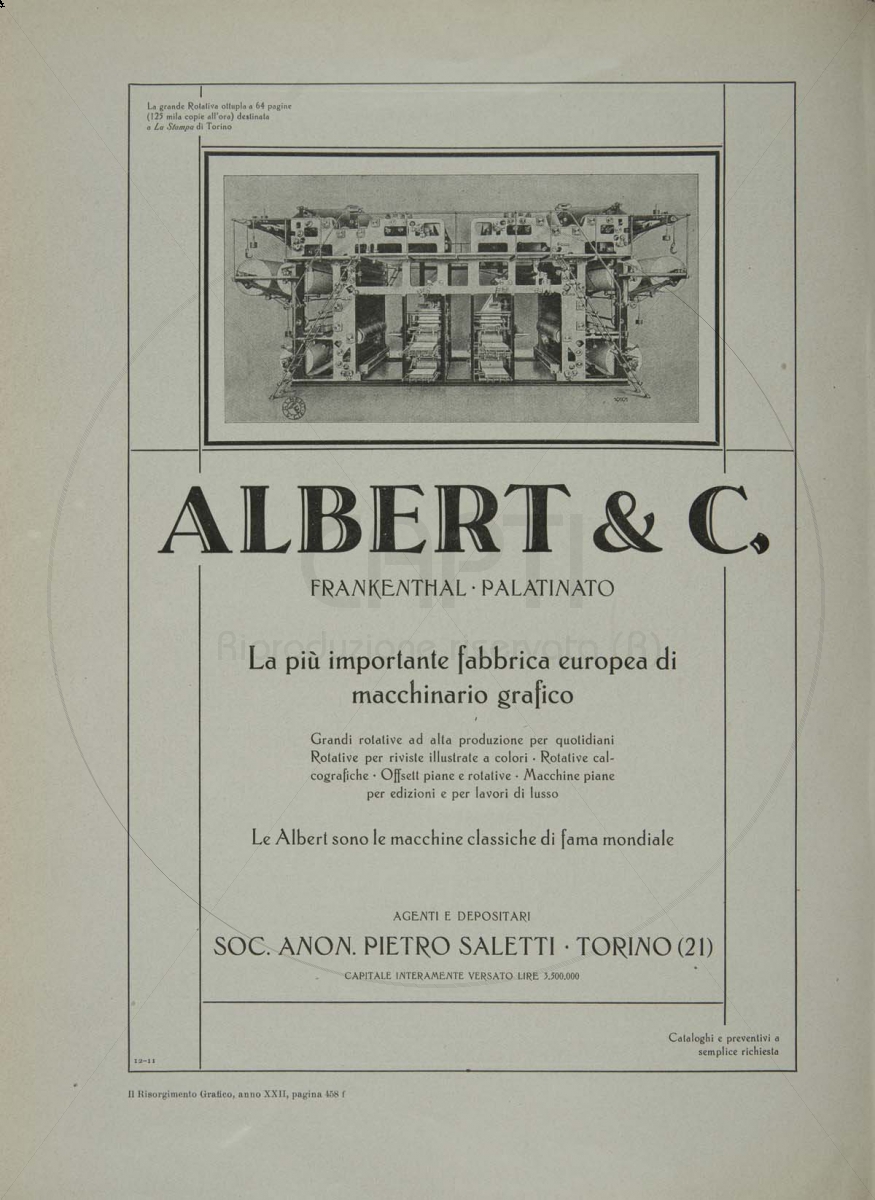 La grande Rotativa ottupla a 64 pagine
(125 mila copie all'ora) destinata
a La Stampa di Torino
ALBERT & C.
FRANKENTHAL · PALATINATO
La più importante fabbrica europea di
macchinario grafico
Grandi rotative ad alta produzione per quotidiani
Rotative per riviste illustrate a colori · Rotative cal-
cografiche · Offsett piane e rotative · Macchine piane
per edizioni e per lavori di lusso
Le Albert sono le macchine classiche di fama mondiale
AGENTI E DEPOSITARI
SOC. ANON. PIETRO SALETTI · TORINO (21)
CAPITALE INTERAMENTE VERSATO LIRE 3.500.000
Cataloghi e preventivi a
semplice richiesta
12-11
Il Risorgimento Grafico, anno XXII, pagina 458 f
CAPTI
Riproduzione riservata (R)